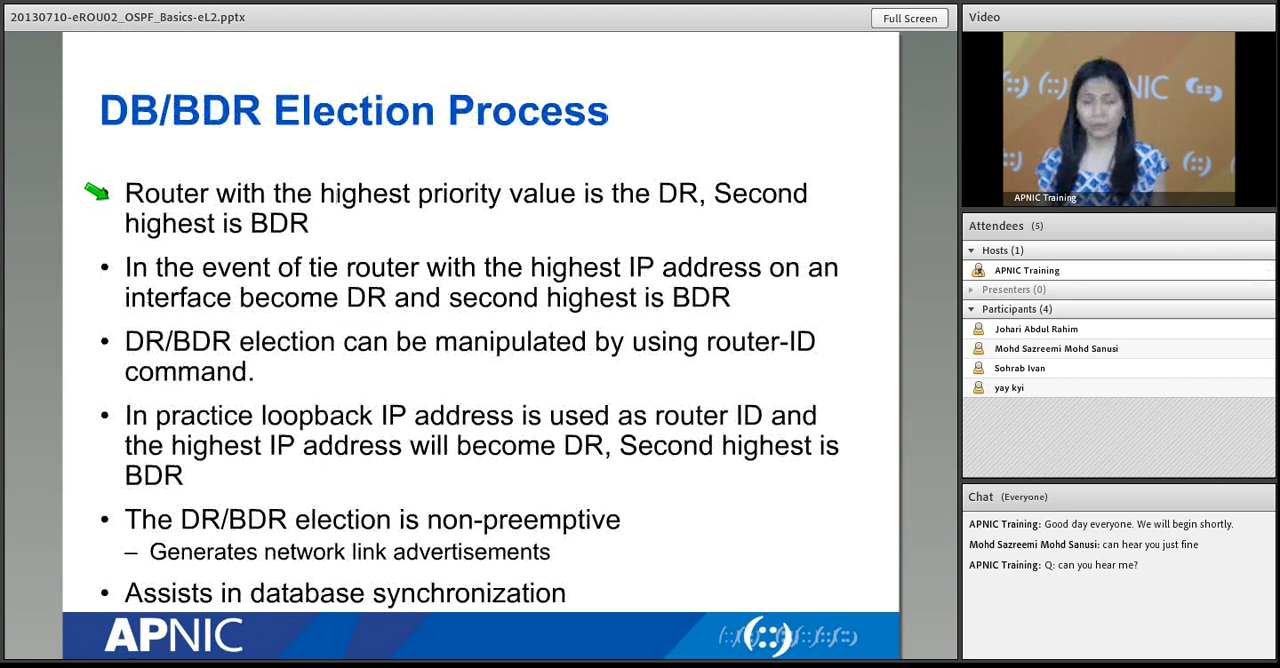 20130710-eROU02_OSPF_Basics-eL2.pptx
Full Screen
DB/BDR Election Process
Router with the highest priority value is the DR, Second
highest is BDR
• In the event of tie router with the highest IP address on an
interface become DR and second highest is BDR
• DR/BDR election can be manipulated by using router-ID
command.
• In practice loopback IP address is used as router ID and
the highest IP address will become DR, Second highest is
BDR
• The DR/BDR election is non-preemptive
– Generates network link advertisements
• Assists in database synchronization
APNIC
Video
NIC
APNIC Training
Attendees (5)
Hosts (1)
APNIC Training
Presenters (0)
Participants (4)
Johari Abdul Rahim
Mohd Sazreemi Mohd Sanusi
Sohrab Ivan
yay kyi
Chat (Everyone)
APNIC Training: Good day everyone. We will begin shortly.
Mohd Sazreemi Mohd Sanusi: can hear you just fine
APNIC Training: Q: can you hear me?